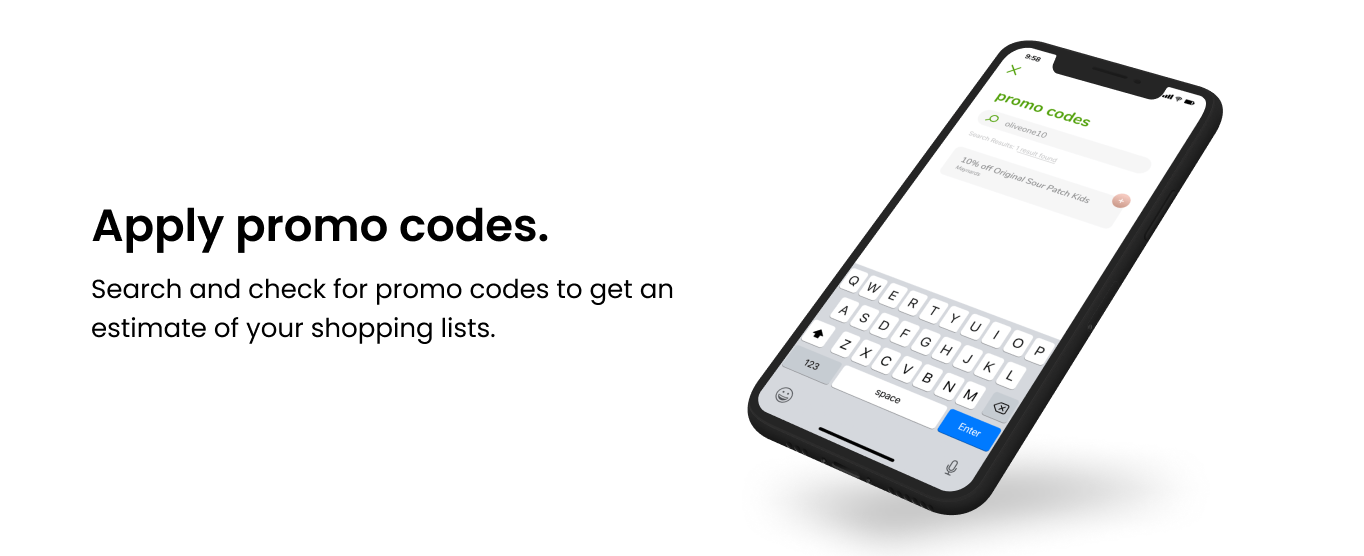 Apply promo codes.
Search and check for promo codes to get an
estimate of your shopping lists.
9:58
promo codes
oliveone10
Search Results: 1 result found
10% off Original Sour Patch Kids
Maynards
Q W E R T Y U I O P
A S D F G H J K L
Z X C V B N M
123 space Enter